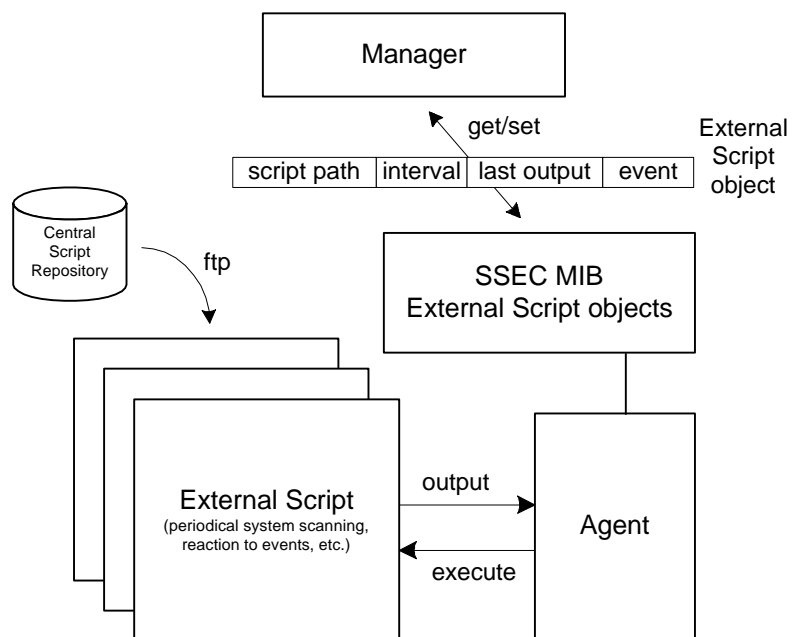 Manager
get/set
External
Script
object
script path interval last output event
Central
Script
Repository
ftp
SSEC MIB
External Script objects
External Script
(periodical system scanning,
reaction to events, etc.)
output
execute
Agent